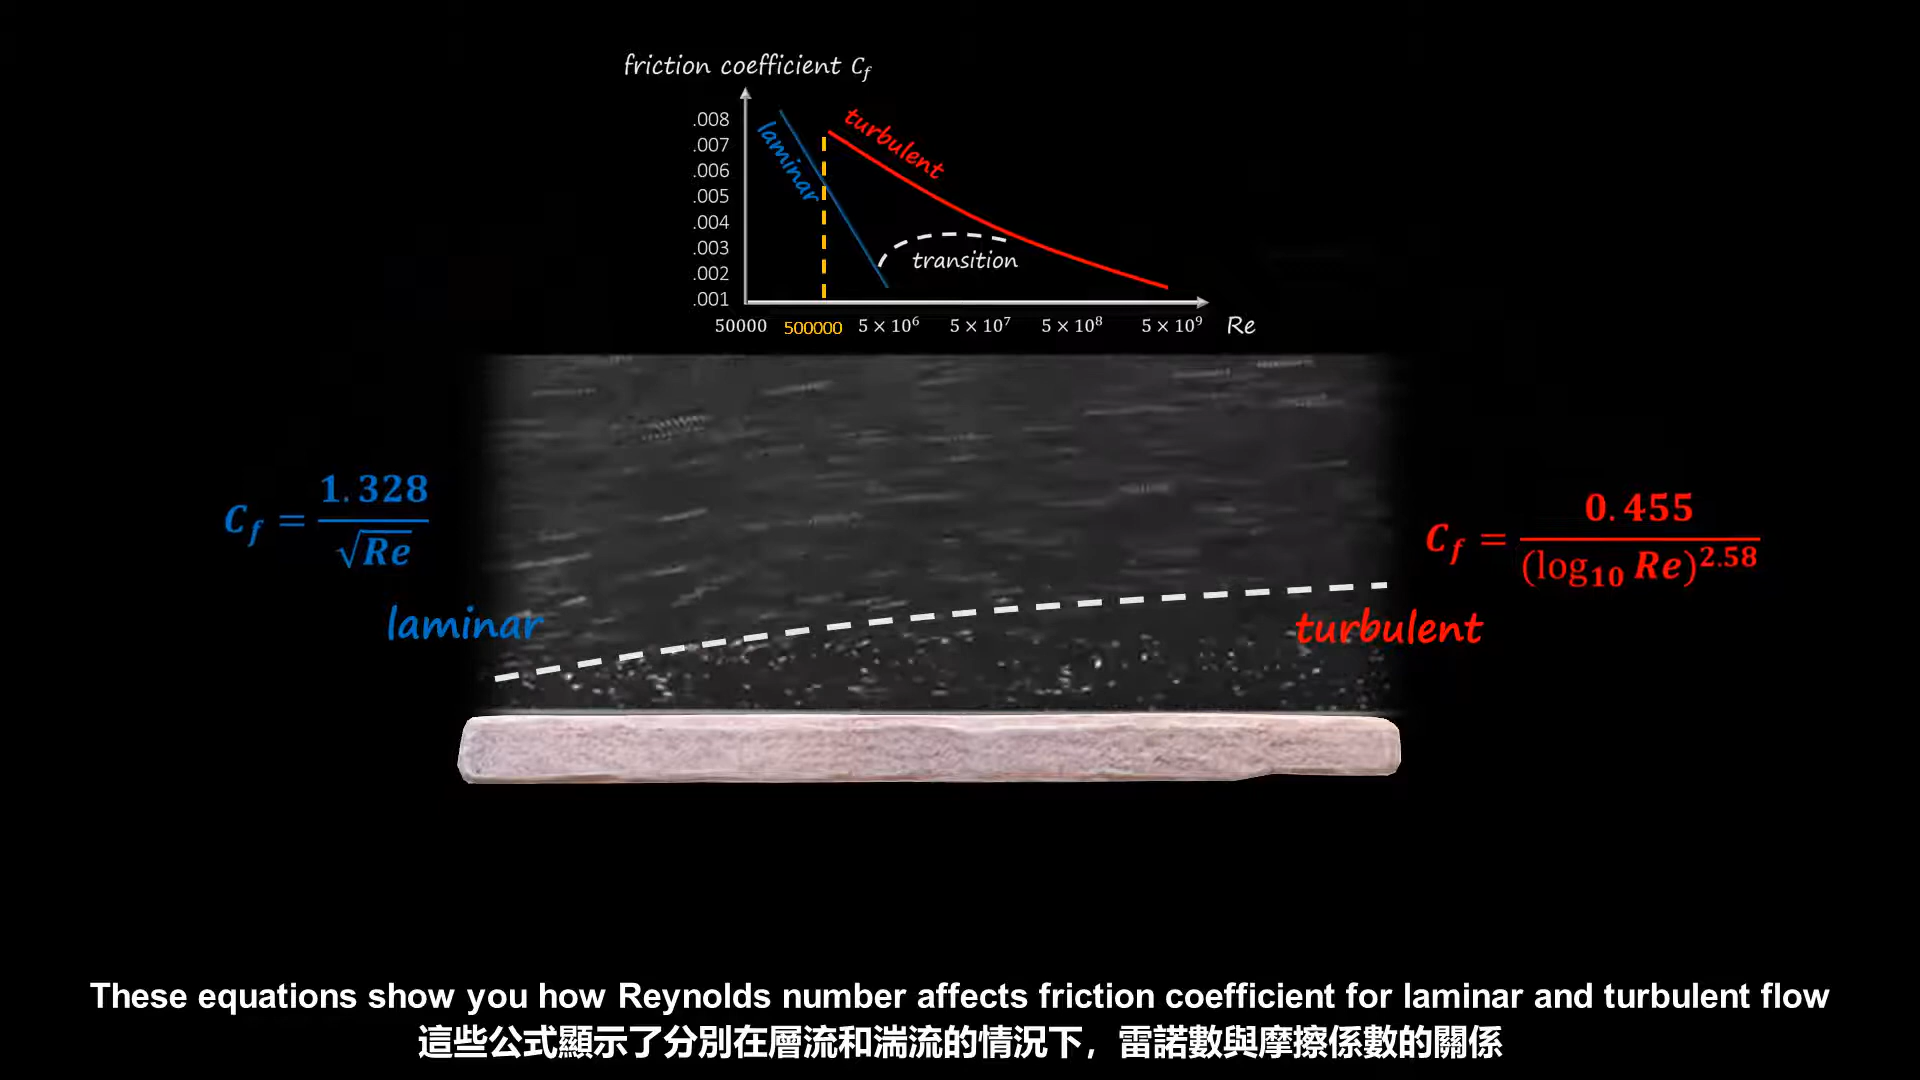 friction coefficient C_f
.008
.007
.006
.005
.004
.003
.002
.001
laminar
turbulent
transition
50000 500000 5 × 10⁶ 5 × 10⁷ 5 × 10⁸ 5 × 10⁹ Re
C_f = 1.328 / √Re
C_f = 0.455 / (log₁₀ Re)^2.58
laminar
turbulent
These equations show you how Reynolds number affects friction coefficient for laminar and turbulent flow
這些公式顯示了分別在層流和湍流的情況下，雷諾數與摩擦係數的關係